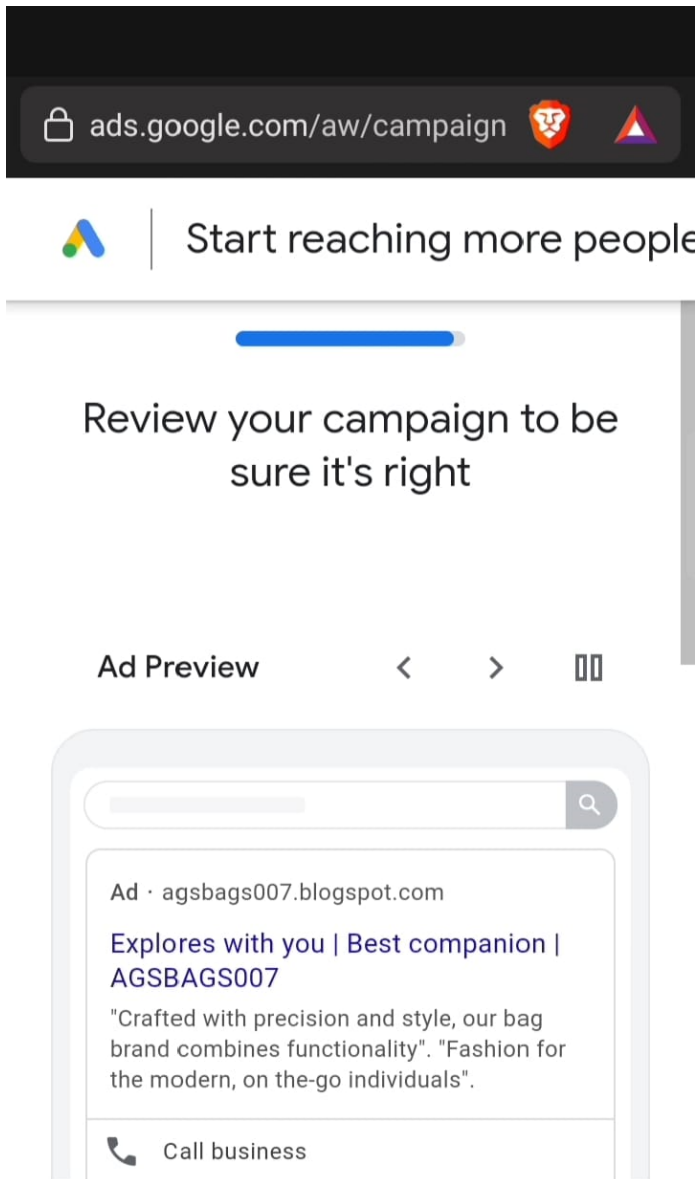 ads.google.com/aw/campaign
Start reaching more people
Review your campaign to be
sure it's right
Ad Preview
Ad · agsbags007.blogspot.com
Explores with you | Best companion |
AGSBAGS007
"Crafted with precision and style, our bag
brand combines functionality". "Fashion for
the modern, on the-go individuals".
Call business